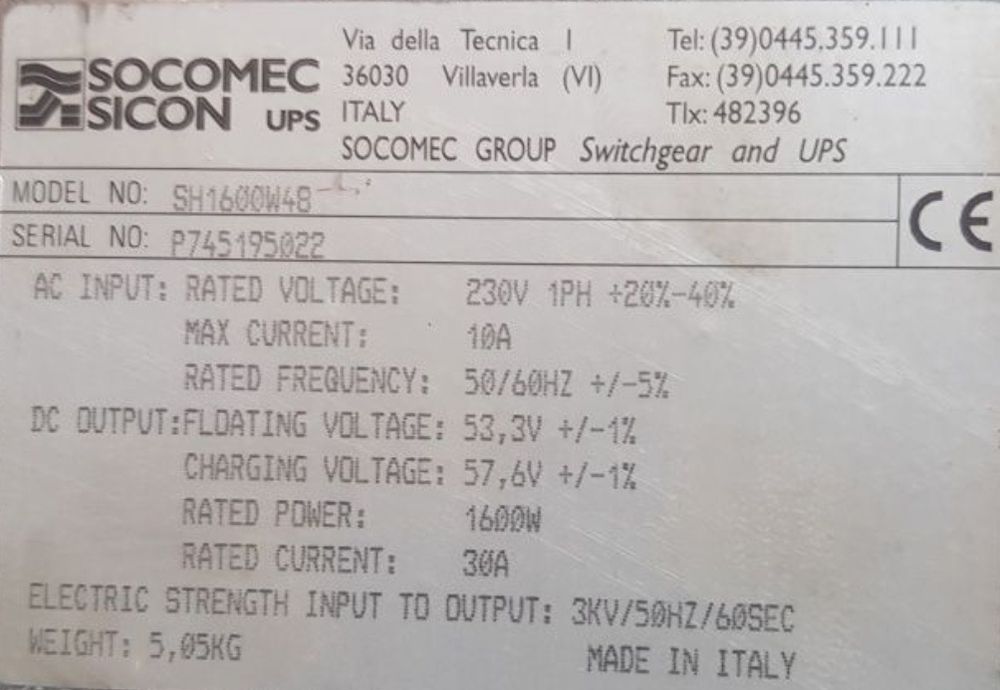 SOCOMEC
SICON UPS
Via della Tecnica 1
36030 Villaverla (VI)
ITALY
Tel: (39)0445.359.111
Fax: (39)0445.359.222
Tlx: 482396
SOCOMEC GROUP Switchgear and UPS
MODEL NO: SH1600W48
SERIAL NO: P745195022
CE
AC INPUT: RATED VOLTAGE: 230V 1PH +20%-40%
MAX CURRENT: 10A
RATED FREQUENCY: 50/60HZ +/-5%
DC OUTPUT:FLOATING VOLTAGE: 53,3V +/-1%
CHARGING VOLTAGE: 57,6V +/-1%
RATED POWER: 1600W
RATED CURRENT: 30A
ELECTRIC STRENGTH INPUT TO OUTPUT: 3KV/50HZ/60SEC
WEIGHT: 5,05KG
MADE IN ITALY